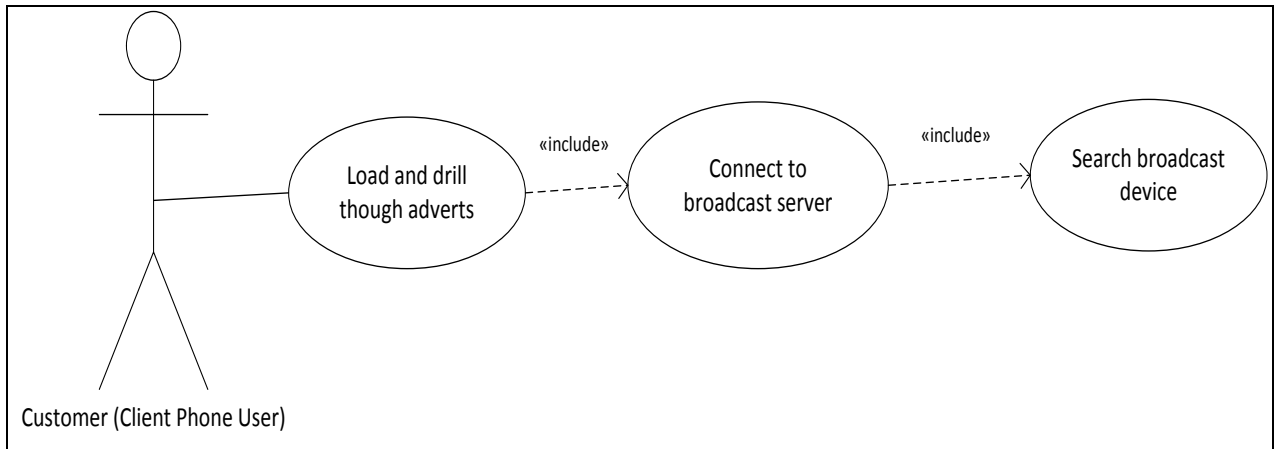 Load and drill
though adverts
«include»
Connect to
broadcast server
«include»
Search broadcast
device
Customer (Client Phone User)